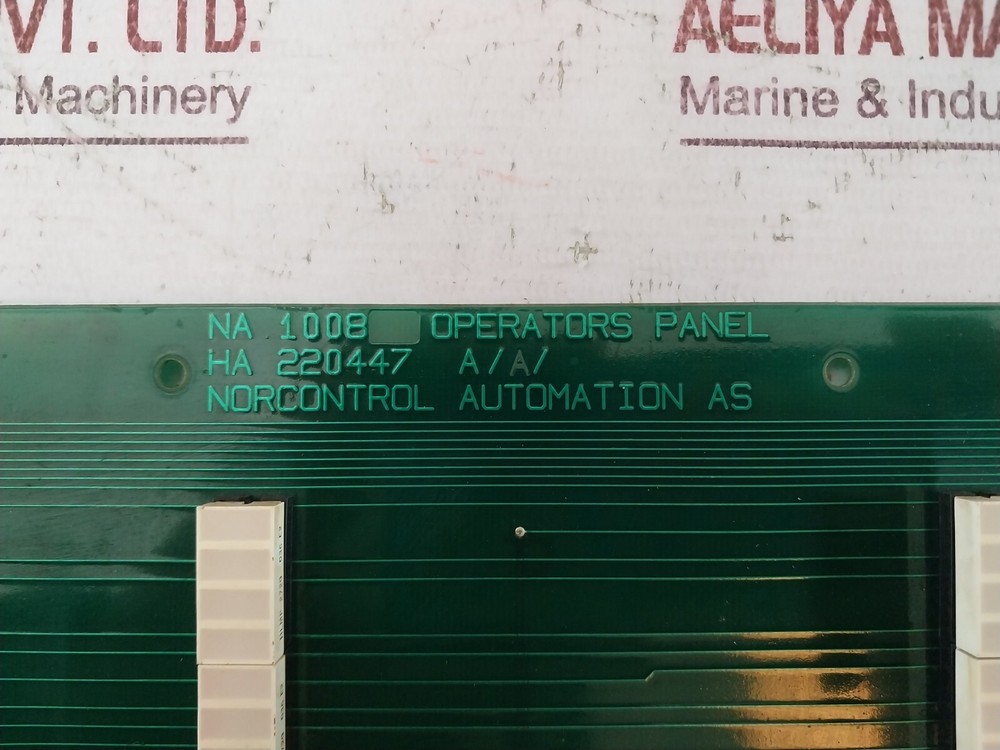 VT. LTD.
Machinery
AELIYA MA
Marine & Indu
NA 1008 OPERATORS PANEL
HA 220447 A/A/
NORCONTROL AUTOMATION AS